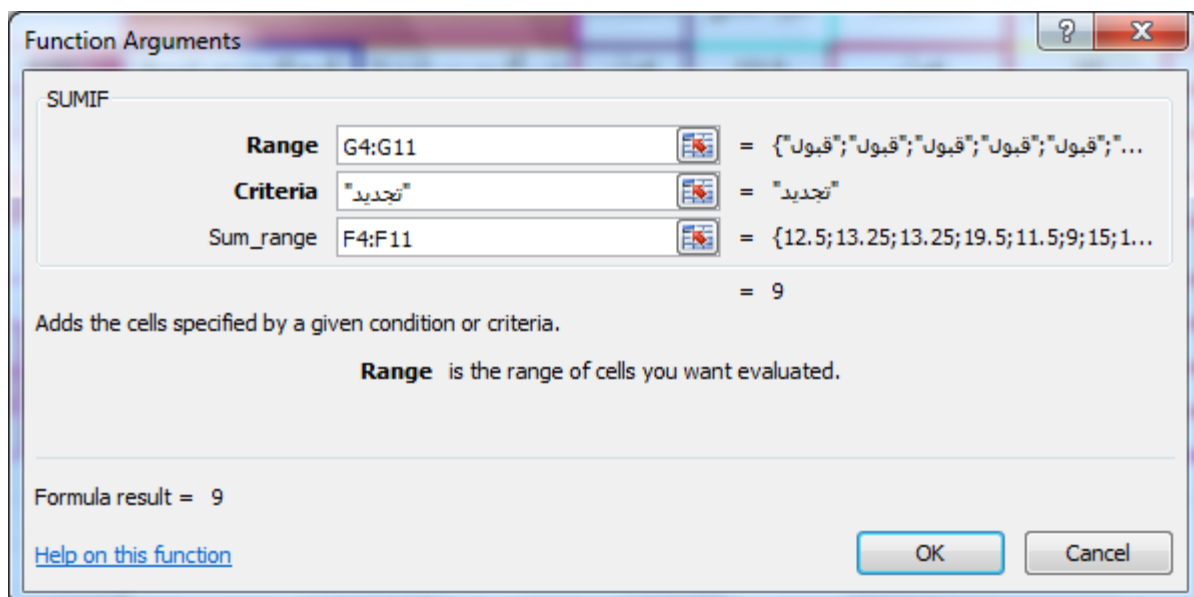 Function Arguments
SUMIF
Range G4:G11 = {"قبول";"قبول";"قبول";"قبول";"قبول";"...
Criteria "تجدید" = "تجدید"
Sum_range F4:F11 = {12.5;13.25;13.25;19.5;11.5;9;15;1...
= 9
Adds the cells specified by a given condition or criteria.
Range is the range of cells you want evaluated.
Formula result = 9
Help on this function
OK Cancel